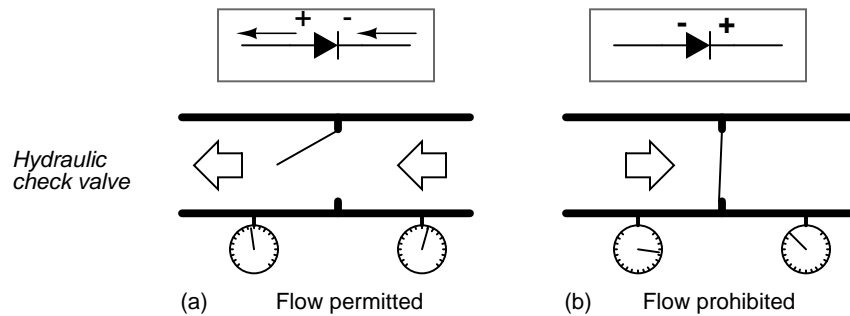 + -
- +
Hydraulic
check valve
(a) Flow permitted
(b) Flow prohibited